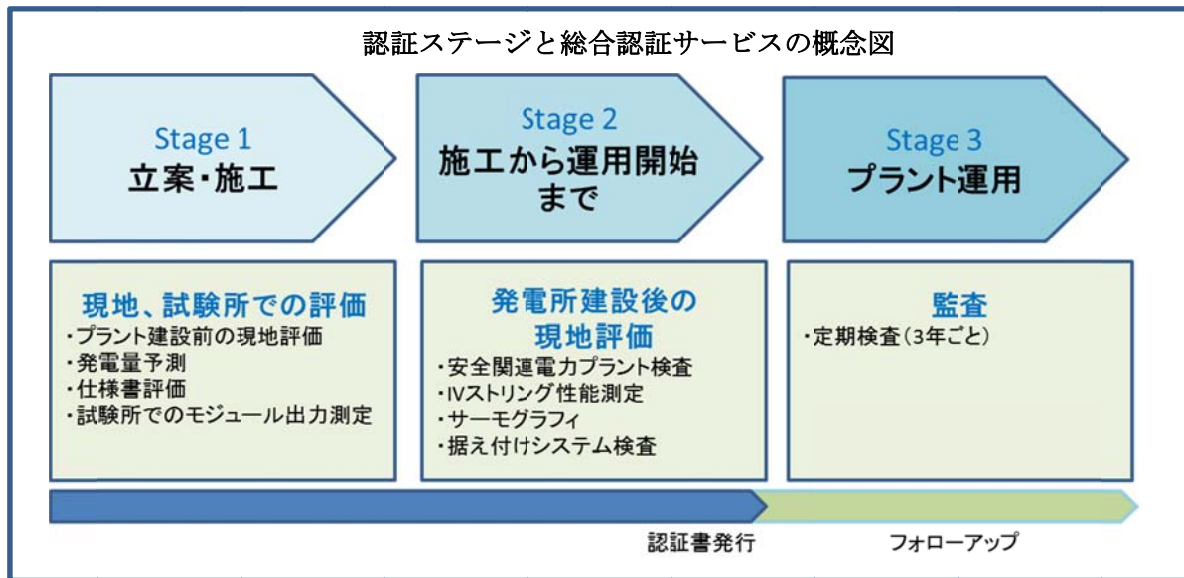 認証ステージと総合認証サービスの概念図
Stage 1
立案・施工
Stage 2
施工から運用開始
まで
Stage 3
プラント運用
現地、試験所での評価
・プラント建設前の現地評価
・発電量予測
・仕様書評価
・試験所でのモジュール出力測定
発電所建設後の
現地評価
・安全関連電力プラント検査
・IVストリング性能測定
・サーモグラフィ
・据え付けシステム検査
監査
・定期検査(3年ごと)
認証書発行
フォローアップ